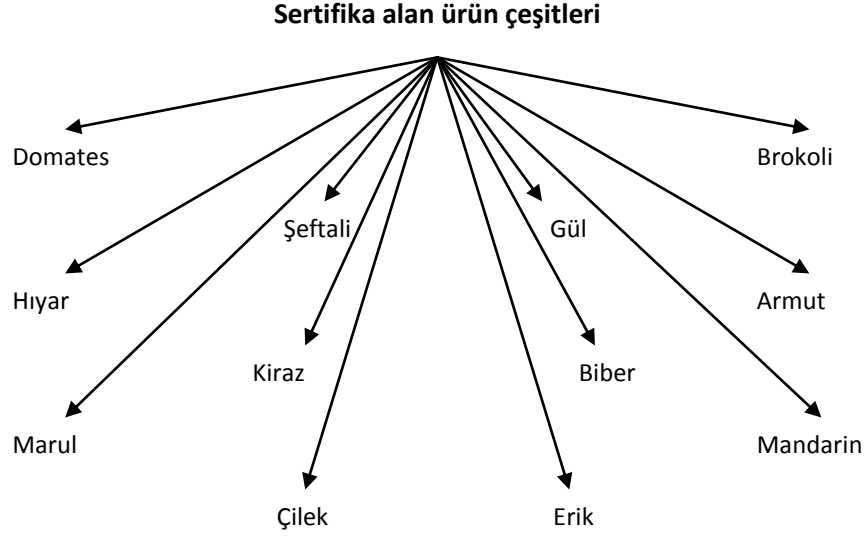 Sertifika alan ürün çeşitleri
Domates
Brokoli
Şeftali
Gül
Hıyar
Armut
Kiraz
Biber
Marul
Mandarin
Çilek
Erik